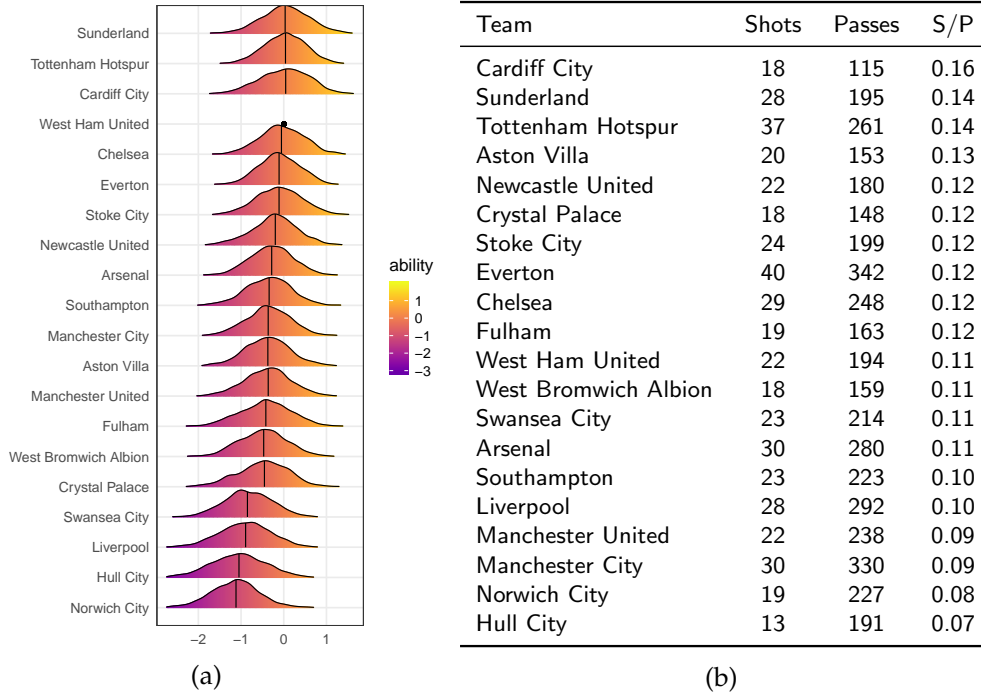 Sunderland
Tottenham Hotspur
Cardiff City
West Ham United
Chelsea
Everton
Stoke City
Newcastle United
Arsenal
Southampton
Manchester City
Aston Villa
Manchester United
Fulham
West Bromwich Albion
Crystal Palace
Swansea City
Liverpool
Hull City
Norwich City
−2 −1 0 1
ability
1
0
−1
−2
−3
(a)
Team Shots Passes S/P
Cardiff City 18 115 0.16
Sunderland 28 195 0.14
Tottenham Hotspur 37 261 0.14
Aston Villa 20 153 0.13
Newcastle United 22 180 0.12
Crystal Palace 18 148 0.12
Stoke City 24 199 0.12
Everton 40 342 0.12
Chelsea 29 248 0.12
Fulham 19 163 0.12
West Ham United 22 194 0.11
West Bromwich Albion 18 159 0.11
Swansea City 23 214 0.11
Arsenal 30 280 0.11
Southampton 23 223 0.10
Liverpool 28 292 0.10
Manchester United 22 238 0.09
Manchester City 30 330 0.09
Norwich City 19 227 0.08
Hull City 13 191 0.07
(b)